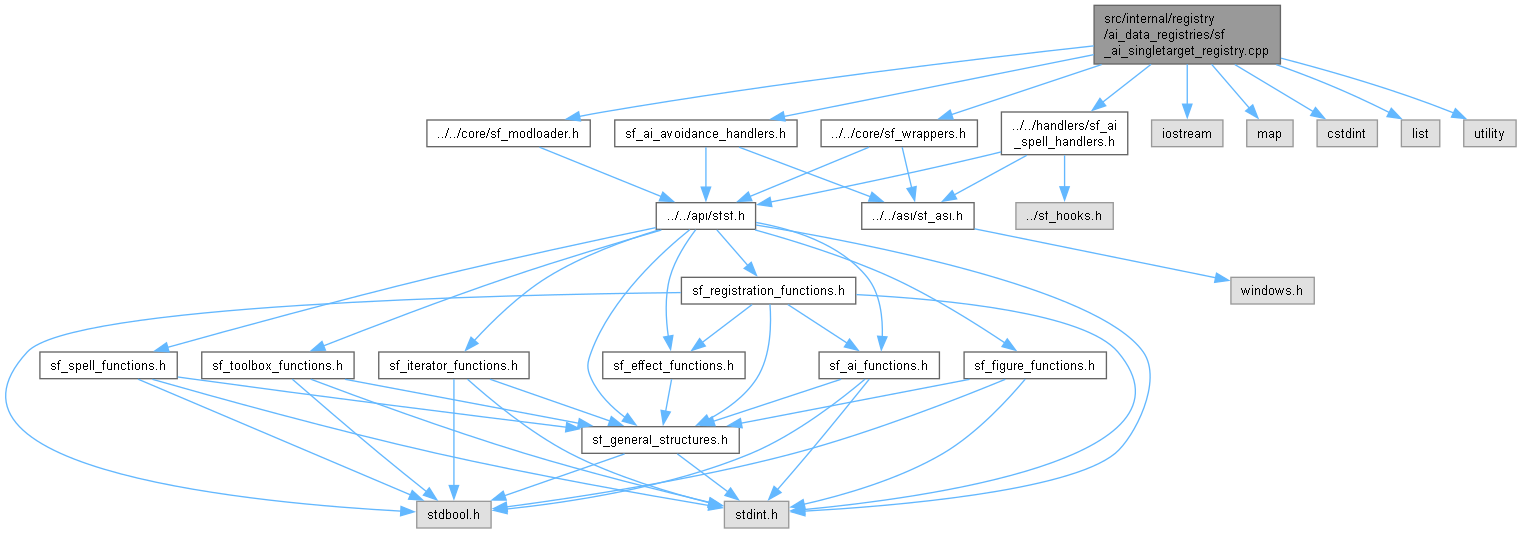 src/internal/registry
/ai_data_registries/sf
_ai_singletarget_registry.cpp
../../core/sf_modloader.h
sf_ai_avoidance_handlers.h
../../core/sf_wrappers.h
../../handlers/sf_ai
_spell_handlers.h
iostream
map
cstdint
list
utility
../../api/sfsf.h
../../asi/sf_asi.h
../sf_hooks.h
windows.h
sf_registration_functions.h
sf_spell_functions.h
sf_toolbox_functions.h
sf_iterator_functions.h
sf_effect_functions.h
sf_ai_functions.h
sf_figure_functions.h
sf_general_structures.h
stdbool.h
stdint.h